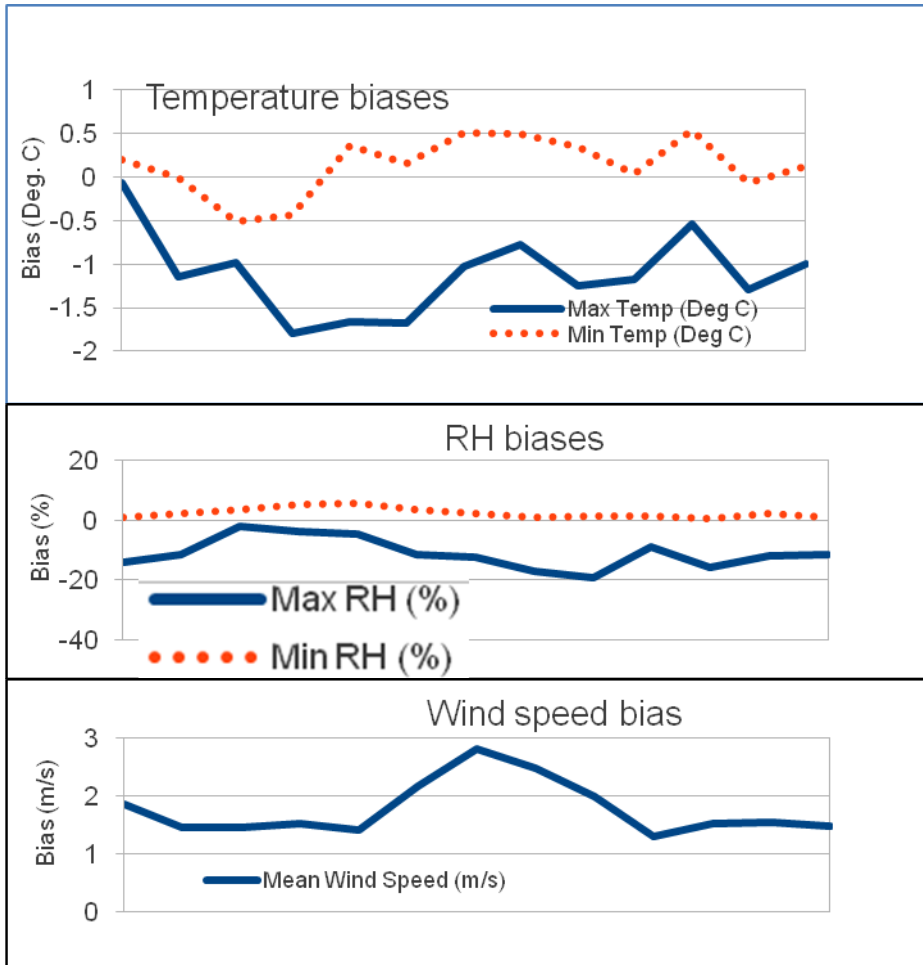 Temperature biases
Bias (Deg. C)
1
0.5
0
-0.5
-1
-1.5
-2
Max Temp (Deg C)
Min Temp (Deg C)
RH biases
Bias (%)
20
0
-20
-40
Max RH (%)
Min RH (%)
Wind speed bias
Bias (m/s)
3
2
1
0
Mean Wind Speed (m/s)